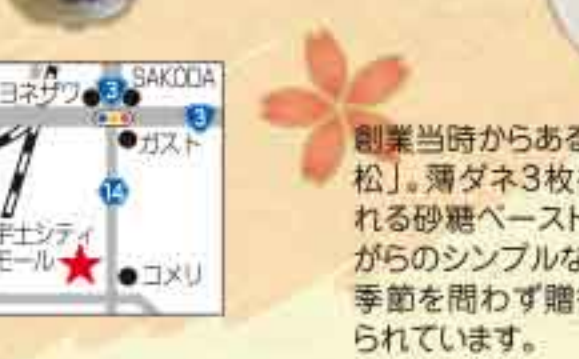 ヨネザワ
SAKODA
3
3
ガスト
14
宇土シティ
モール
コメリ
創業当時からある
松」。薄ダネ3枚
れる砂糖ペースト
がらのシンプルな
季節を問わず贈
られています。